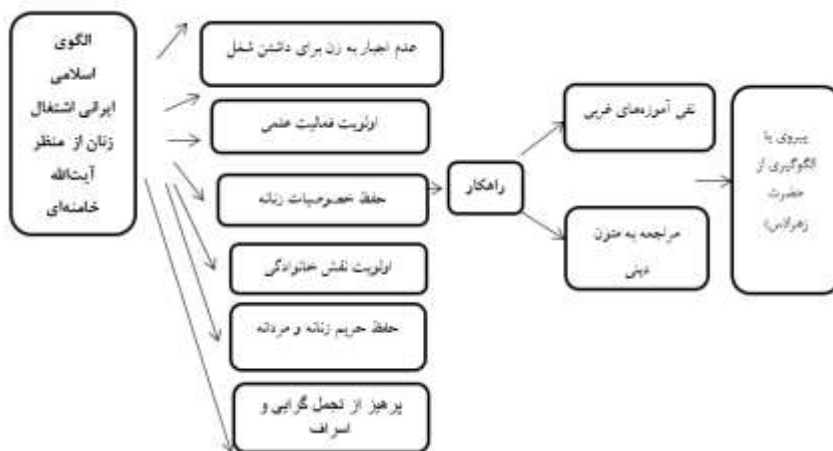 الگوی
اسلامی
ایرانی اشتغال
زنان از منظر
آیت‌الله
خامنه‌ای
عدم اجبار به زن برای داشتن شغل
اولویت فعالیت علمی
حفظ خصوصیات زنانه
اولویت نقش خانوادگی
حفظ حریم زنانه و مردانه
پرهیز از تجمل گرایی و
اسراف
راهکار
نفی آموزه‌های غربی
مراجعه به متون
دینی
پیروی یا
الگوگیری از
حضرت
زهرا(س)